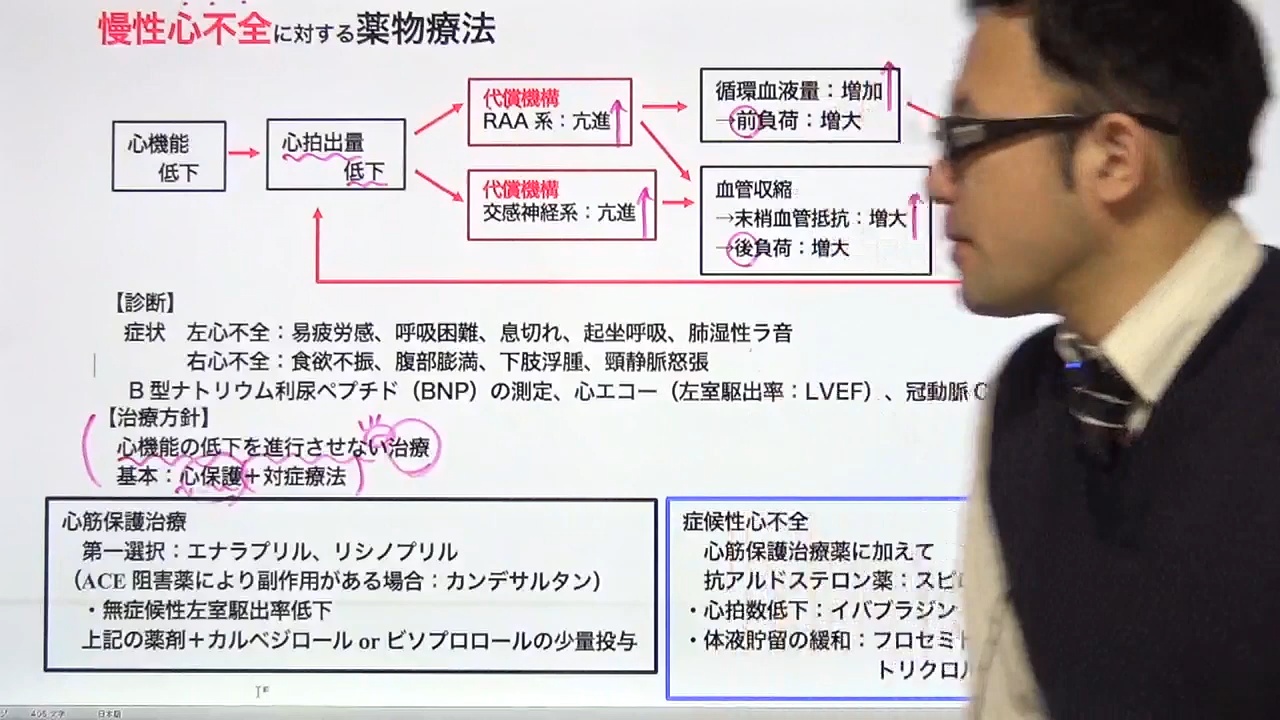 慢性心不全に対する薬物療法
心機能
低下
心拍出量
低下
代償機構
RAA系：亢進
代償機構
交感神経系：亢進
循環血液量：増加
→前負荷：増大
血管収縮
→末梢血管抵抗：増大
→後負荷：増大
【診断】
症状 左心不全：易疲労感、呼吸困難、息切れ、起坐呼吸、肺湿性ラ音
右心不全：食欲不振、腹部膨満、下肢浮腫、頸静脈怒張
B型ナトリウム利尿ペプチド（BNP）の測定、心エコー（左室駆出率：LVEF）、冠動脈
【治療方針】
心機能の低下を進行させない治療
基本：心保護＋対症療法
心筋保護治療
第一選択：エナラプリル、リシノプリル
（ACE 阻害薬により副作用がある場合：カンデサルタン）
・無症候性左室駆出率低下
上記の薬剤＋カルベジロール or ビソプロロールの少量投与
症候性心不全
心筋保護治療薬に加えて
抗アルドステロン薬：スピ
・心拍数低下：イバブラジン
・体液貯留の緩和：フロセミ
トリクロ
405 文字 日本語